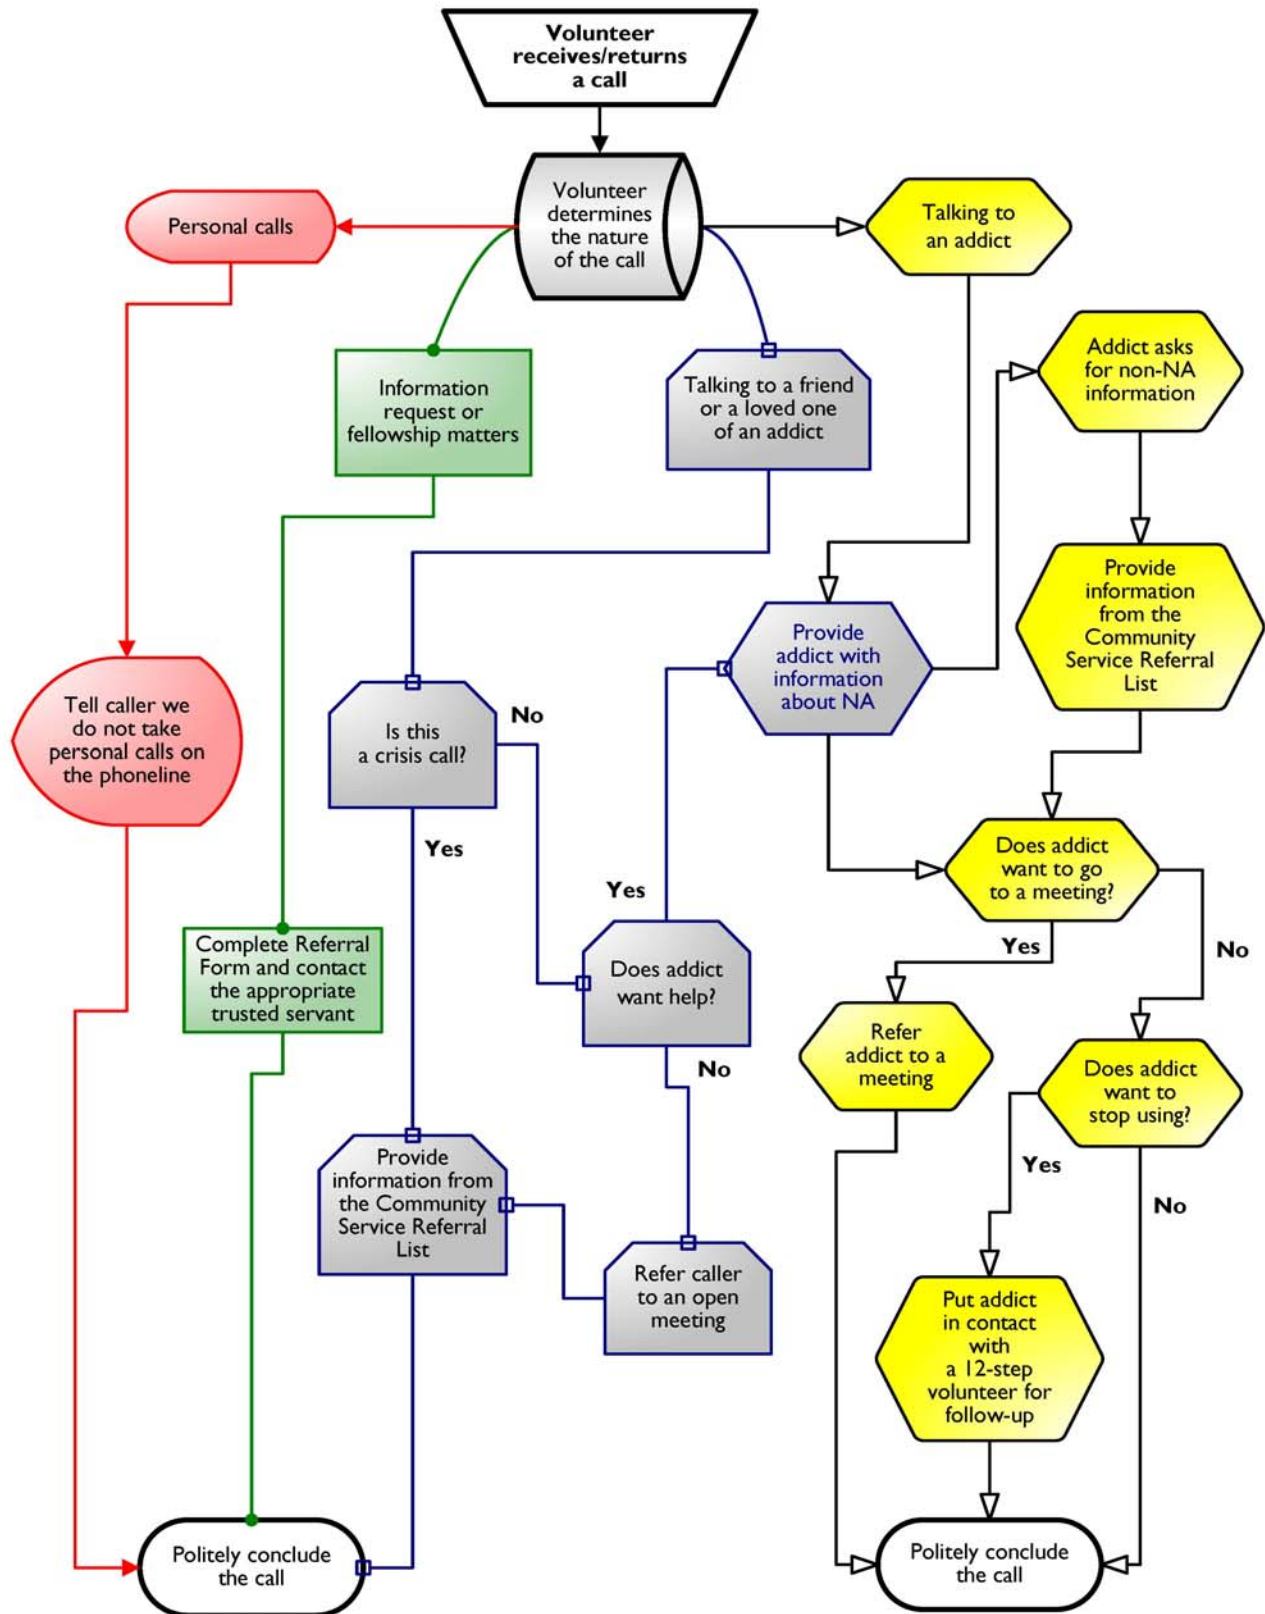 Volunteer
receives/returns
a call
Volunteer
determines
the nature
of the call
Personal calls
Talking to
an addict
Information
request or
fellowship matters
Talking to a friend
or a loved one
of an addict
Addict asks
for non-NA
information
Provide
information
from the
Community
Service Referral
List
Provide
addict with
information
about NA
Tell caller we
do not take
personal calls on
the phoneline
Is this
a crisis call?
No
Yes
Does addict
want to go
to a meeting?
Yes
No
Yes
Does addict
want help?
No
Complete Referral
Form and contact
the appropriate
trusted servant
Refer
addict to a
meeting
Does addict
want to
stop using?
Yes
No
Provide
information from
the Community
Service Referral
List
Refer caller
to an open
meeting
Put addict
in contact
with
a 12-step
volunteer for
follow-up
Politely conclude
the call
Politely conclude
the call